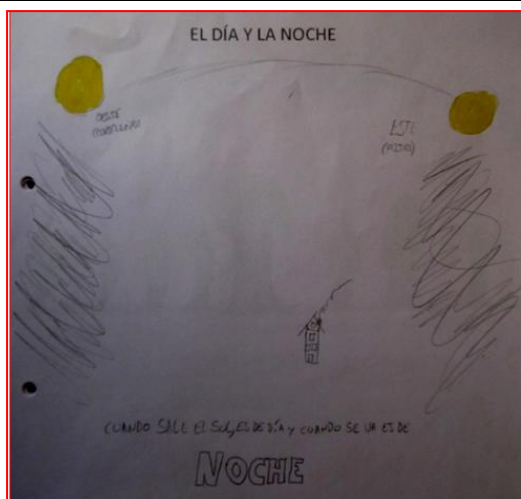 EL DÍA Y LA NOCHE
OESTE
ESTE
CUANDO SALE EL SOL, ES DE DÍA Y CUANDO SE VA ES DE
NOCHE